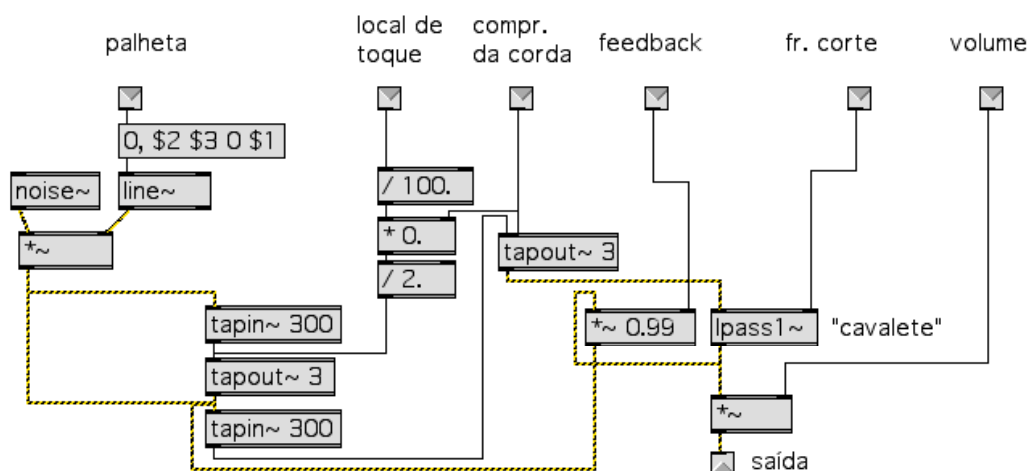 palheta
local de
toque
compr.
da corda
feedback
fr. corte
volume
0, $2 $3 0 $1
noise~
line~
/ 100.
*~
* 0.
tapout~ 3
/ 2.
tapin~ 300
*~ 0.99
lpass1~
"cavalete"
tapout~ 3
tapin~ 300
*~
saída